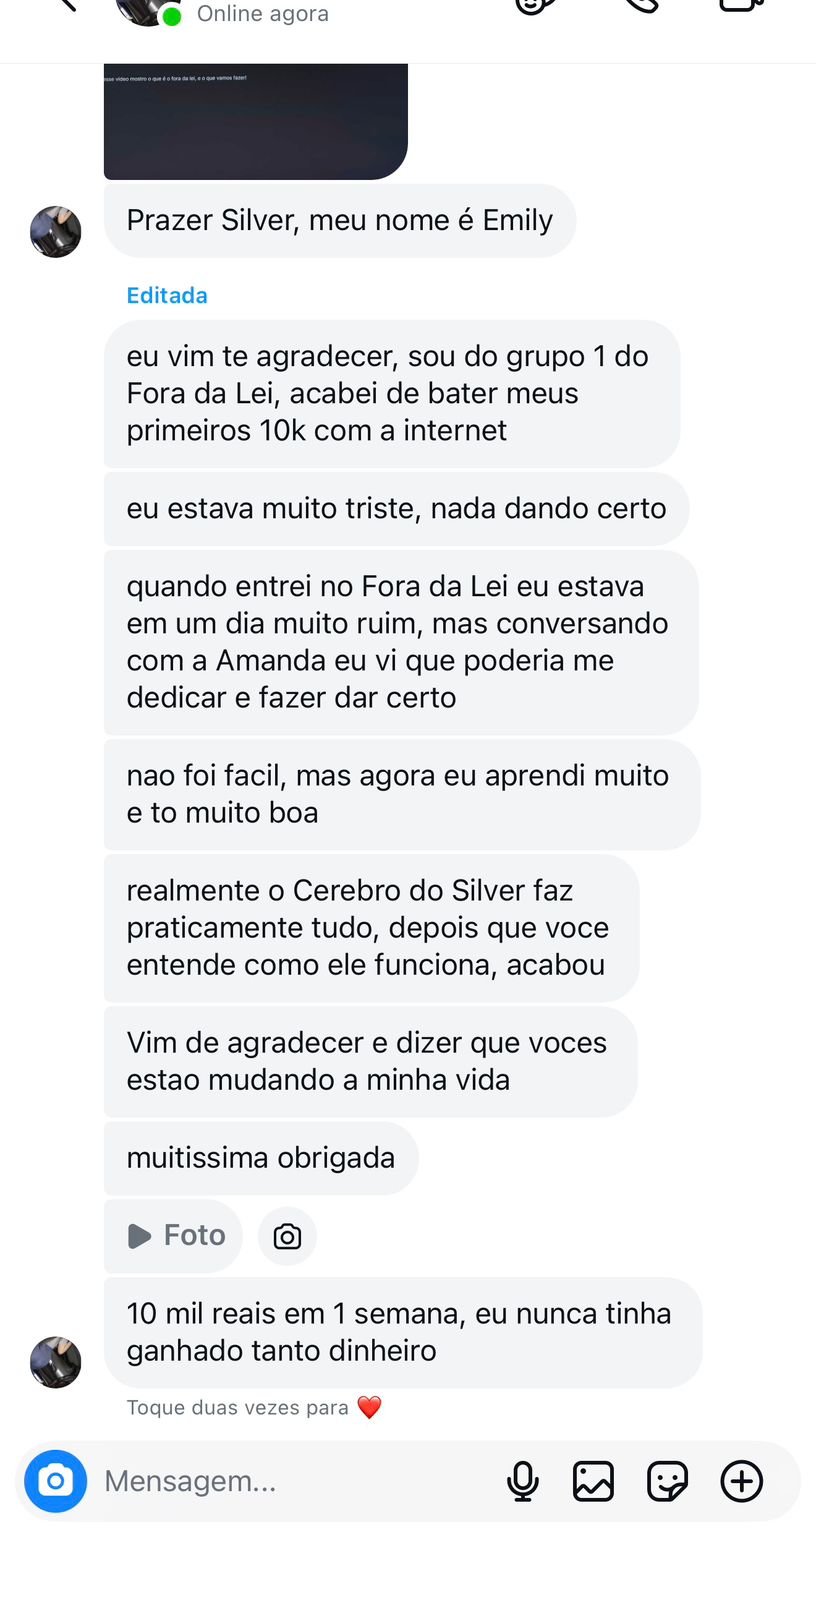 Online agora
esse vídeo mostro o que é o fora da lei, e o que vamos fazer!
Prazer Silver, meu nome é Emily
Editada
eu vim te agradecer, sou do grupo 1 do
Fora da Lei, acabei de bater meus
primeiros 10k com a internet
eu estava muito triste, nada dando certo
quando entrei no Fora da Lei eu estava
em um dia muito ruim, mas conversando
com a Amanda eu vi que poderia me
dedicar e fazer dar certo
nao foi facil, mas agora eu aprendi muito
e to muito boa
realmente o Cerebro do Silver faz
praticamente tudo, depois que voce
entende como ele funciona, acabou
Vim de agradecer e dizer que voces
estao mudando a minha vida
muitissima obrigada
Foto
10 mil reais em 1 semana, eu nunca tinha
ganhado tanto dinheiro
Toque duas vezes para ❤️
Mensagem...